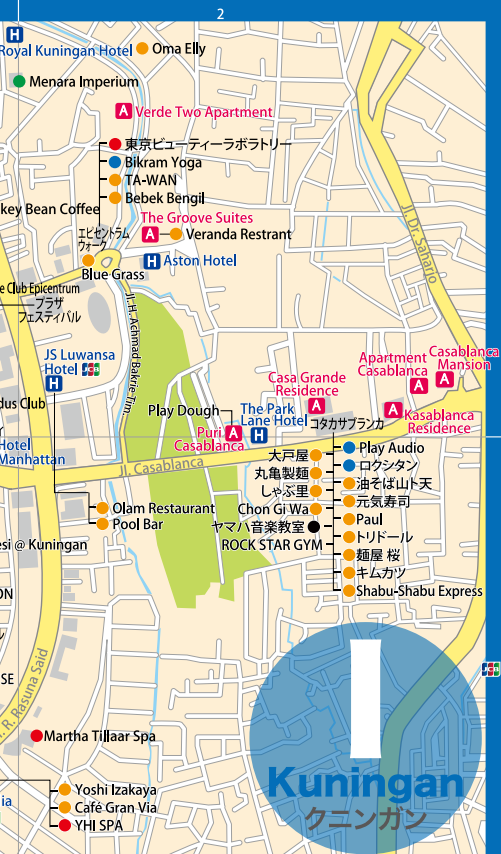 2
H
Royal Kuningan Hotel
Oma Elly
Menara Imperium
A Verde Two Apartment
東京ビューティーラボラトリー
Bikram Yoga
TA-WAN
Bebek Bengil
key Bean Coffee
The Groove Suites
A
Veranda Restrant
エピセントラム
ウォーク
H Aston Hotel
Blue Grass
Jl. Dr. Saharjo
e Club Epicentrum
プラザ
フェスティバル
Jl. H. Achmad Bakrie Trm.
JS Luwansa
Hotel JCB
H
Apartment
Casablanca
A
Casablanca
Mansion
A
Casa Grande
Residence
A
dus Club
Play Dough
The Park
Lane Hotel
H
コタカサブランカ
A Kasablanca
Residence
Puri
Casablanca
A
Hotel
Manhattan
Jl. Casablanca
大戸屋
丸亀製麺
しゃぶ里
Chon Gi Wa
ヤマハ音楽教室
ROCK STAR GYM
Play Audio
ロクシタン
油そば山ト天
元気寿司
Paul
トリドール
麺屋 桜
キムカツ
Shabu-Shabu Express
Olam Restaurant
Pool Bar
esi @ Kuningan
ON
ル
SE
R. Rasuna Said
JCB
Martha Tillaar Spa
I
Kuningan
クニンガン
ia
Yoshi Izakaya
Café Gran Via
YHI SPA